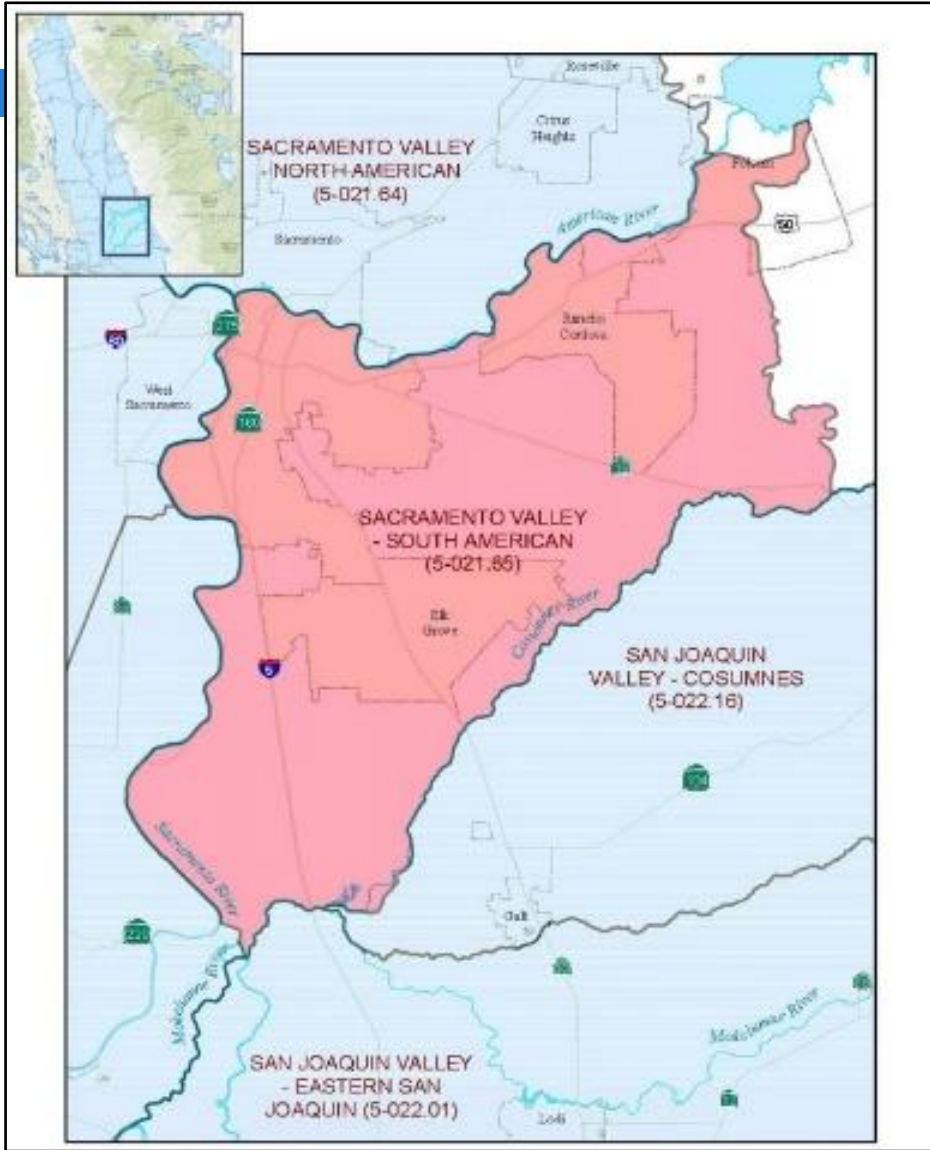 Roseville
Citrus
Heights
SACRAMENTO VALLEY
- NORTH AMERICAN
(5-021.64)
Folsom
American River
50
Sacramento
275
80
Rancho
Cordova
West
Sacramento
160
SACRAMENTO VALLEY
- SOUTH AMERICAN
(5-021.65)
Elk
Grove
Cosumnes River
SAN JOAQUIN
VALLEY - COSUMNES
(5-022.16)
5
104
Sacramento River
Galt
220
Mokelumne River
Mokelumne River
SAN JOAQUIN VALLEY
- EASTERN SAN
JOAQUIN (5-022.01)
Lodi